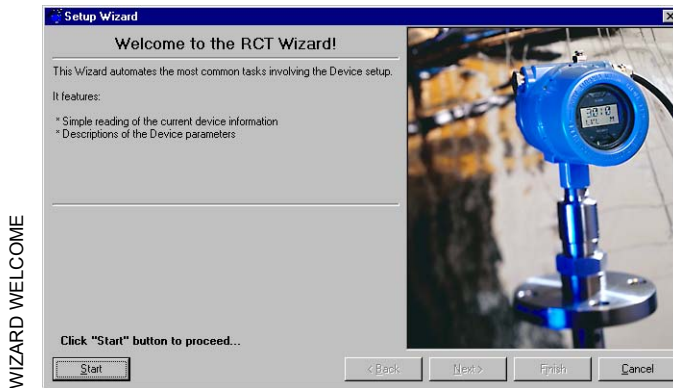 Setup Wizard
Welcome to the RCT Wizard!
This Wizard automates the most common tasks involving the Device setup.
It features:
* Simple reading of the current device information
* Descriptions of the Device parameters
Click "Start" button to proceed...
Start
< Back
Next >
Finish
Cancel
WIZARD WELCOME